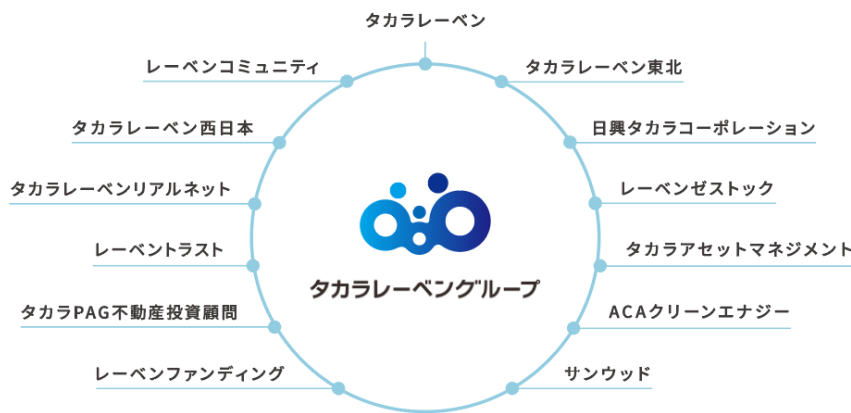 タカラレーベン
レーベンコミュニティ
タカラレーベン東北
タカラレーベン西日本
日興タカラコーポレーション
タカラレーベンリアルネット
レーベンゼストック
レーベントラスト
タカラアセットマネジメント
タカラレーベングループ
タカラPAG不動産投資顧問
ACAクリーンエナジー
レーベンファンディング
サンウッド